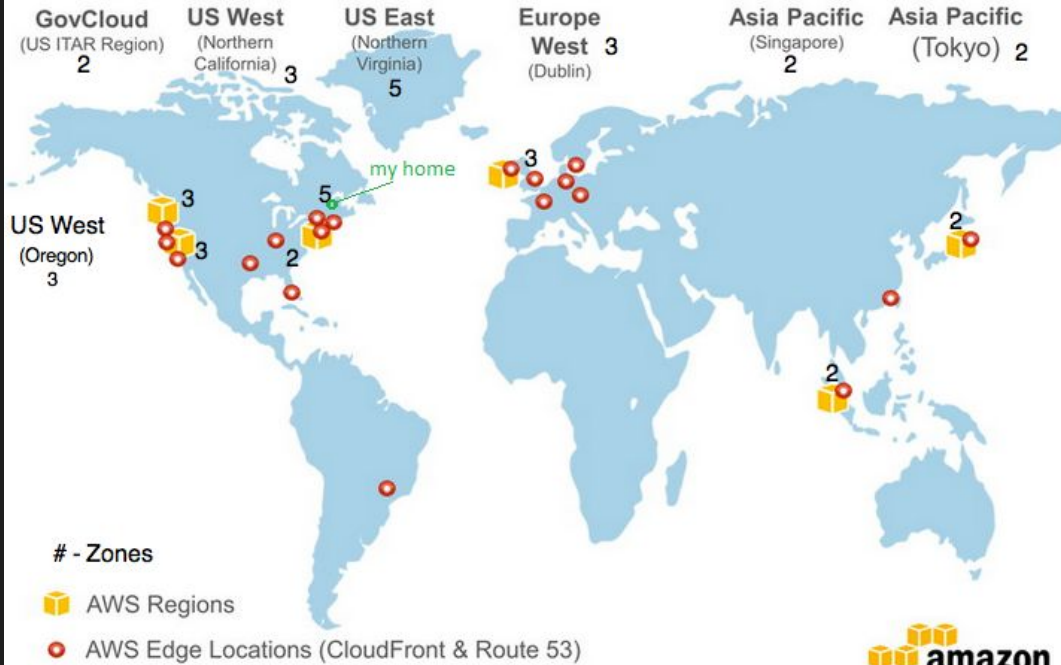 GovCloud
(US ITAR Region)
2
US West
(Northern
California) 3
US East
(Northern
Virginia)
5
Europe
West 3
(Dublin)
Asia Pacific
(Singapore)
2
Asia Pacific
(Tokyo) 2
my home
3
5
3
2
US West
(Oregon)
3
3
2
2
# - Zones
AWS Regions
AWS Edge Locations (CloudFront & Route 53)
amazon